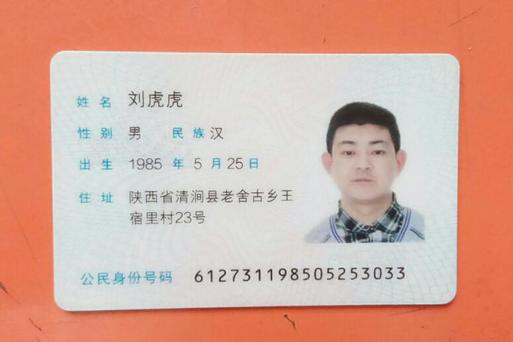 姓名 刘虎虎
性别 男 民族 汉
出生 1985 年 5 月 25 日
住址 陕西省清涧县老舍古乡王
宿里村23号
公民身份号码 612731198505253033